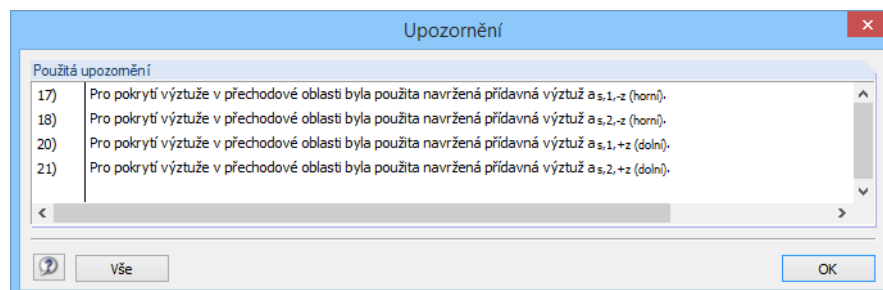 Upozornění
Použitá upozornění
17) Pro pokrytí výztuže v přechodové oblasti byla použita navržená přídavná výztuž as,1,-z (horní).
18) Pro pokrytí výztuže v přechodové oblasti byla použita navržená přídavná výztuž as,2,-z (horní).
20) Pro pokrytí výztuže v přechodové oblasti byla použita navržená přídavná výztuž as,1,+z (dolní).
21) Pro pokrytí výztuže v přechodové oblasti byla použita navržená přídavná výztuž as,2,+z (dolní).
Vše OK